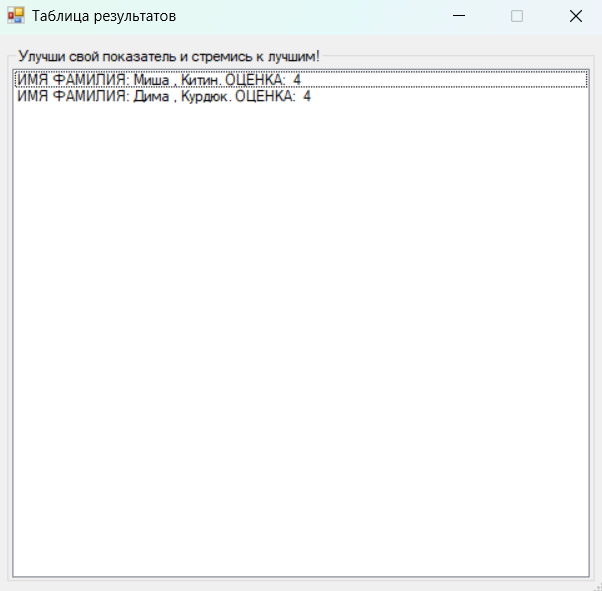 Таблица результатов
Улучши свой показатель и стремись к лучшим!
ИМЯ ФАМИЛИЯ: Миша , Китин. ОЦЕНКА:  4
ИМЯ ФАМИЛИЯ: Дима , Курдюк. ОЦЕНКА:  4